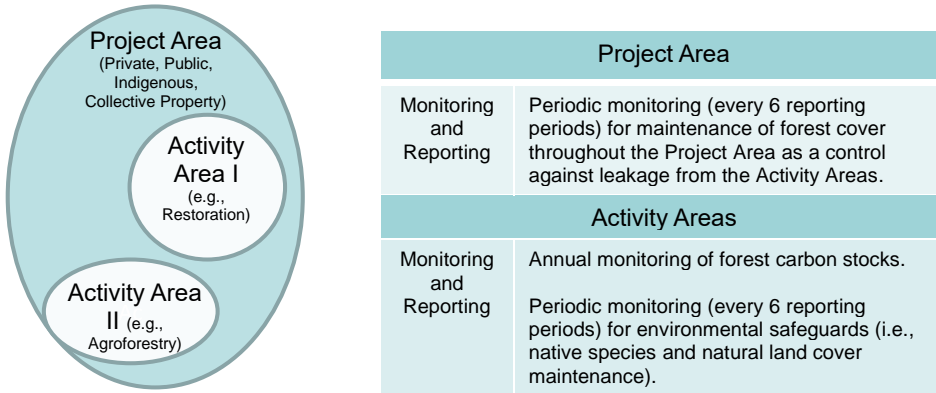 Project Area
(Private, Public,
Indigenous,
Collective Property)
Activity
Area I
(e.g.,
Restoration)
Activity Area
II (e.g.,
Agroforestry)
Project Area
Monitoring
and
Reporting
Periodic monitoring (every 6 reporting
periods) for maintenance of forest cover
throughout the Project Area as a control
against leakage from the Activity Areas.
Activity Areas
Monitoring
and
Reporting
Annual monitoring of forest carbon stocks.
Periodic monitoring (every 6 reporting
periods) for environmental safeguards (i.e.,
native species and natural land cover
maintenance).